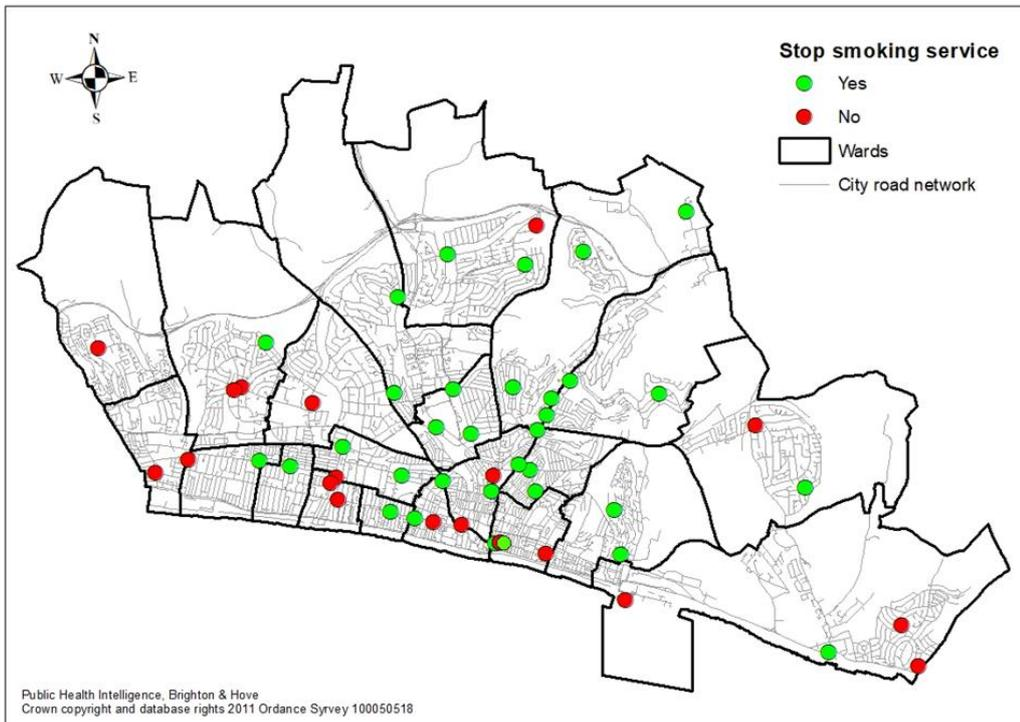 N
W E
S
Stop smoking service
Yes
No
Wards
City road network
Public Health Intelligence, Brighton & Hove
Crown copyright and database rights 2011 Ordance Syrvey 100050518